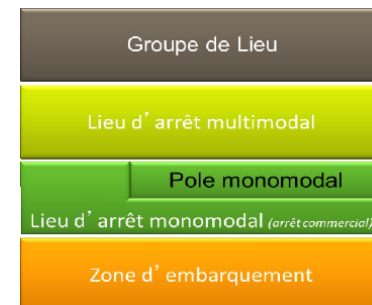 Groupe de Lieu
Lieu d'arrêt multimodal
Pole monomodal
Lieu d'arrêt monomodal (arrêt commercial)
Zone d'embarquement